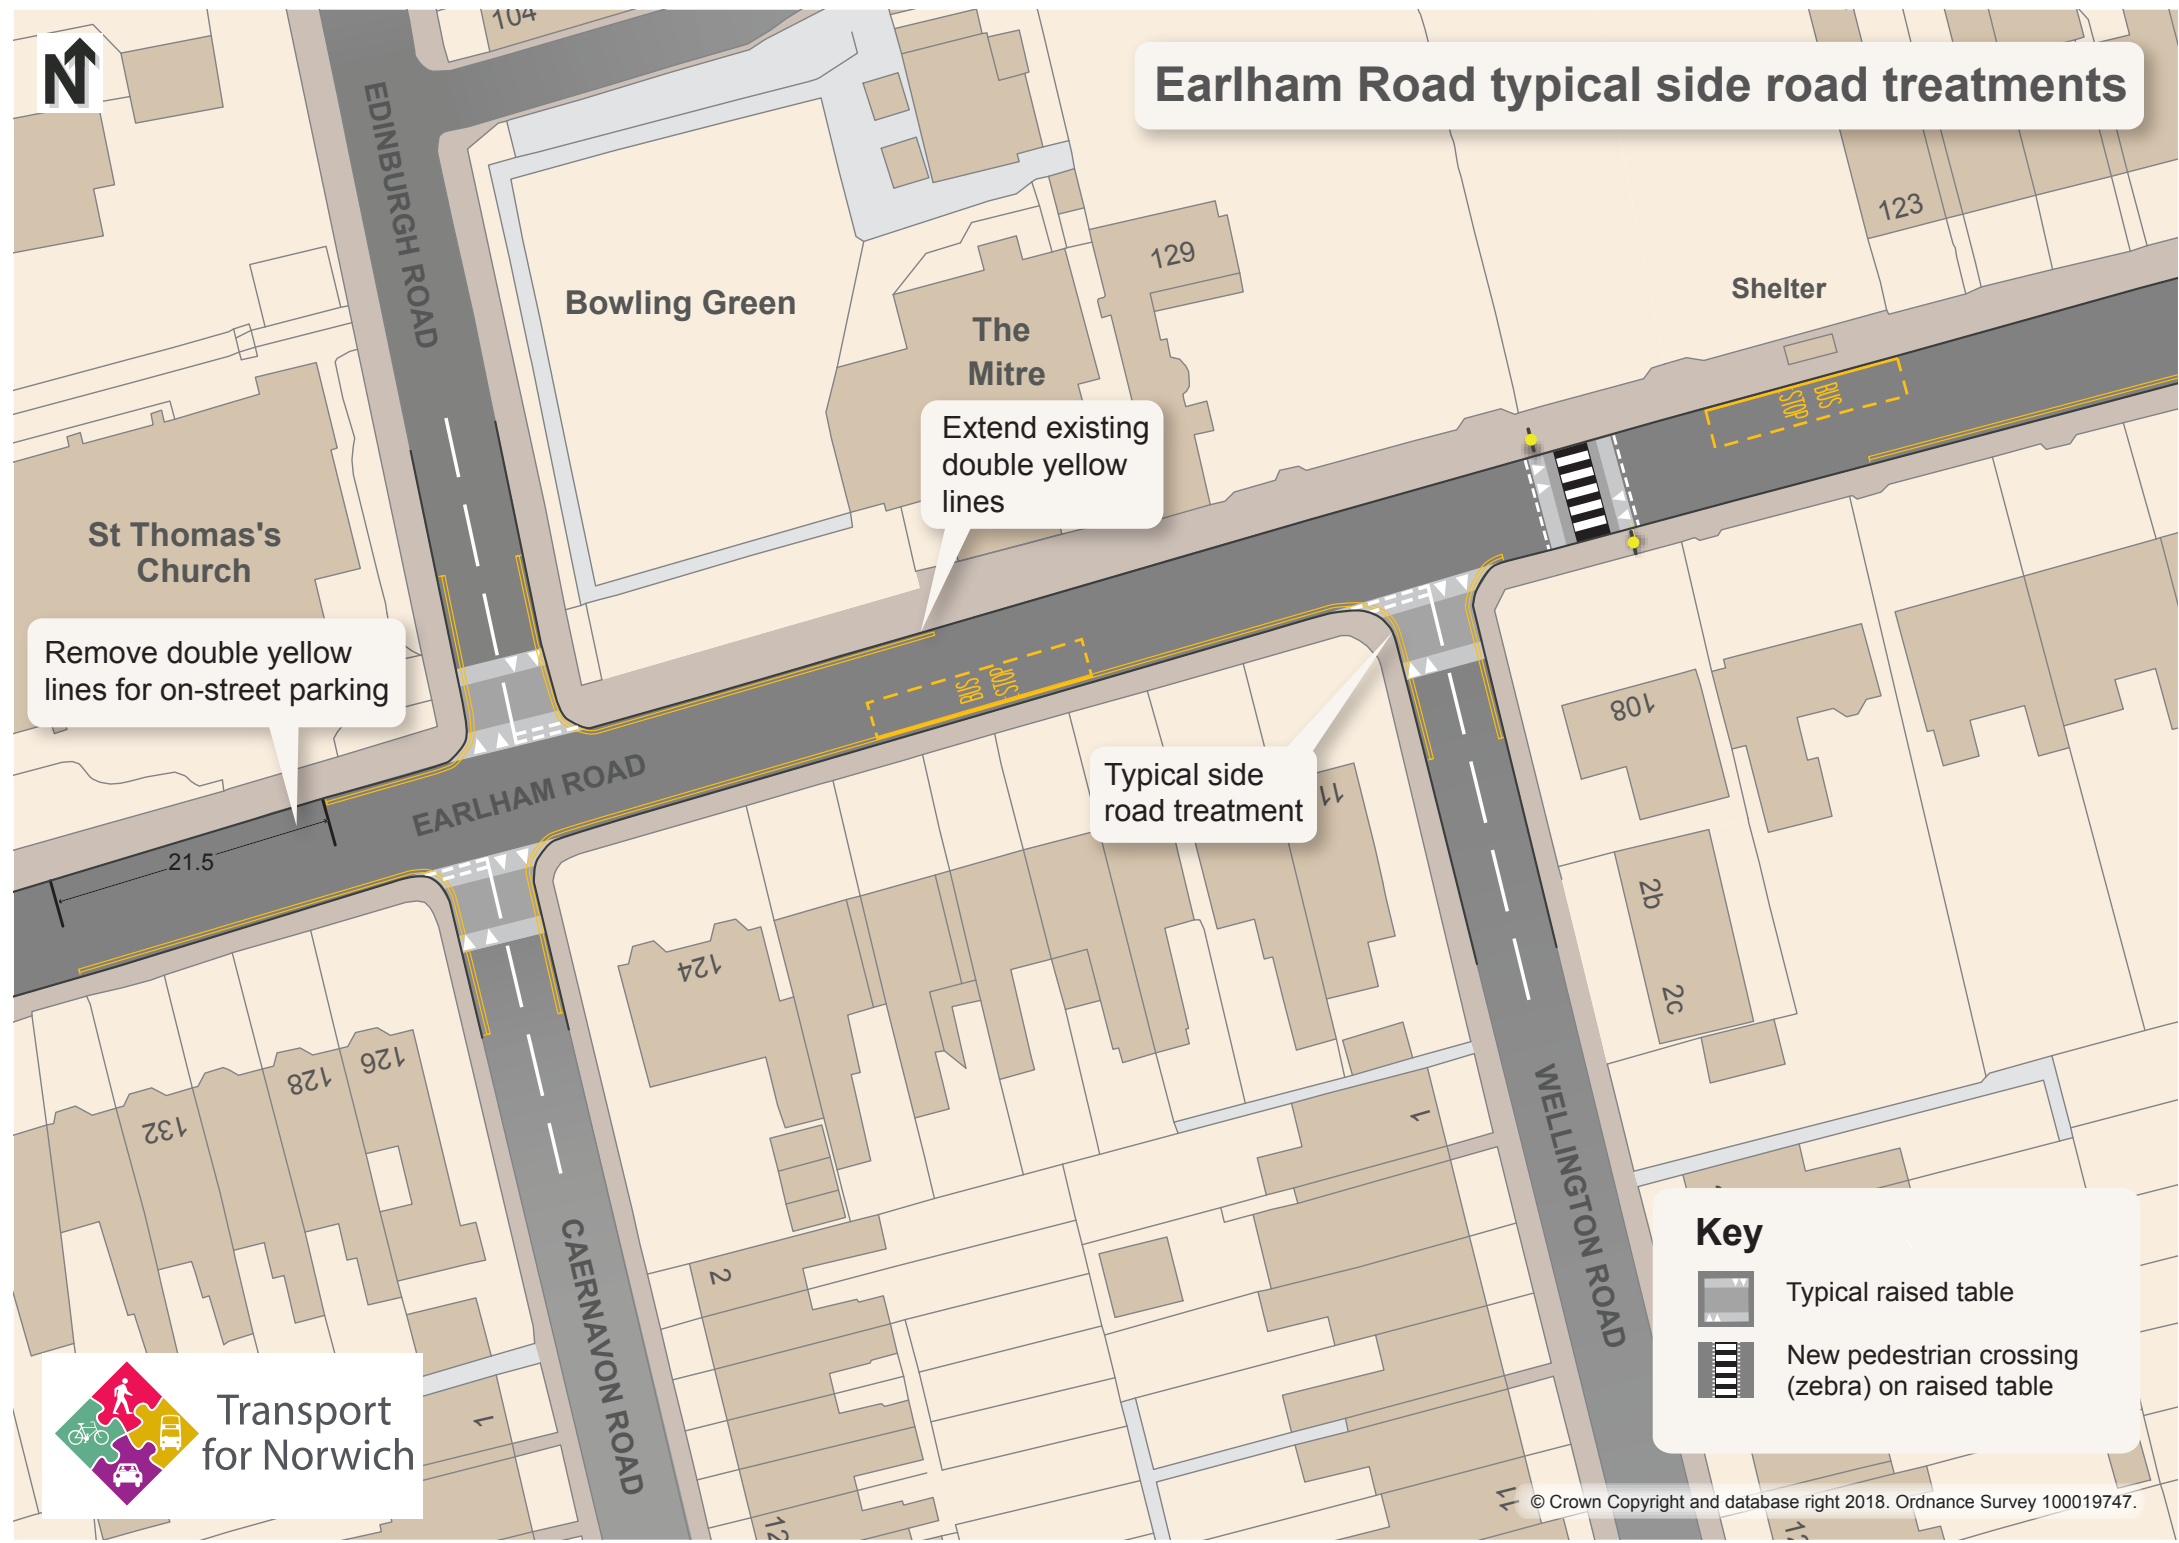 N
104
Earlham Road typical side road treatments
EDINBURGH ROAD
123
129
Bowling Green
Shelter
The
Mitre
BUS
STOP
Extend existing
double yellow
lines
St Thomas's
Church
Remove double yellow
lines for on-street parking
BUS
STOP
108
EARLHAM ROAD
Typical side
road treatment
11
21.5
2b
124
2c
126
128
132
1
WELLINGTON ROAD
2
CAERNAVON ROAD
Key
Typical raised table
New pedestrian crossing
(zebra) on raised table
1
Transport
for Norwich
11
12
© Crown Copyright and database right 2018. Ordnance Survey 100019747.